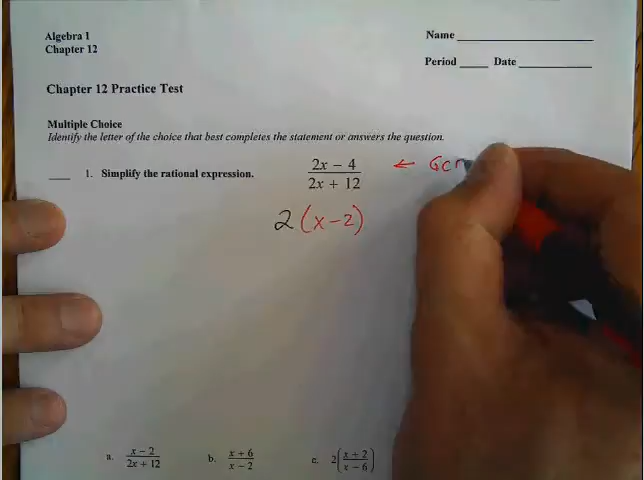 Algebra 1
Chapter 12
Name
Period Date
Chapter 12 Practice Test
Multiple Choice
Identify the letter of the choice that best completes the statement or answers the question.
1. Simplify the rational expression.
2x − 4
2x + 12
←
2 (x−2)
a. x − 2
2x + 12
b. x + 6
x − 2
c. 2(x + 2
x − 6)